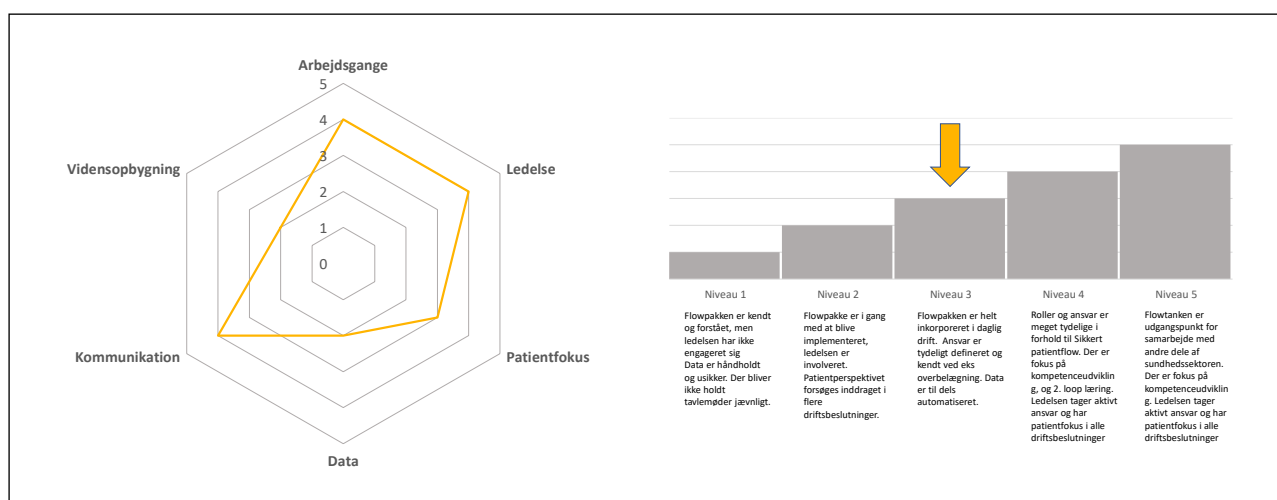 Arbejdsgange
5
4
3
2
1
0
Vidensopbygning
Ledelse
Kommunikation
Patientfokus
Data
Niveau 1
Flowpakken er kendt
og forstået, men
ledelsen har ikke
engageret sig
Data er håndholdt
og usikker. Der bliver
ikke holdt
tavlemøder jævnligt.
Niveau 2
Flowpakke er i gang
med at blive
implementeret,
ledelsen er
involveret.
Patientperspektivet
forsøges inddraget i
flere
driftsbeslutninger.
Niveau 3
Flowpakken er helt
inkorporeret i daglig
drift. Ansvar er
tydeligt defineret og
kendt ved eks
overbelægning. Data
er til dels
automatiseret.
Niveau 4
Roller og ansvar er
meget tydelige i
forhold til Sikkert
patientflow. Der er
fokus på
kompetenceudviklin
g, og 2. loop læring.
Ledelsen tager aktivt
ansvar og har
patientfokus i alle
driftsbeslutninger
Niveau 5
Flowtanken er
udgangspunkt for
samarbejde med
andre dele af
sundhedssektoren.
Der er fokus på
kompetenceudviklin
g. Ledelsen tager
aktivt ansvar og har
patientfokus i alle
driftsbeslutninger